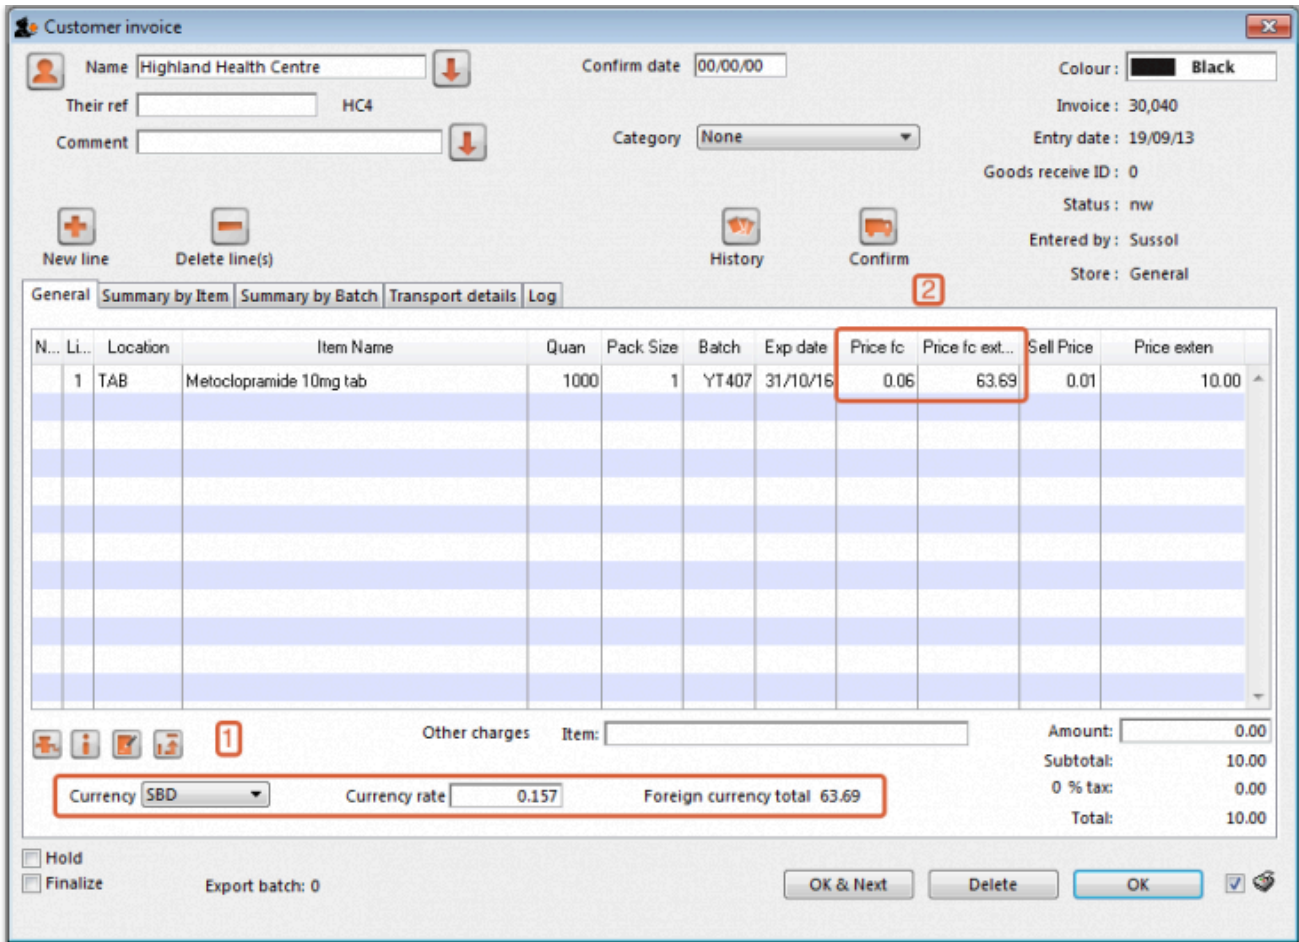 Customer invoice
Name Highland Health Centre Confirm date 00/00/00 Colour : Black
Their ref HC4 Invoice : 30,040
Comment Category None Entry date : 19/09/13
Goods receive ID : 0
Status : nw
New line Delete line(s) History Confirm Entered by : Sussol
Store : General
General Summary by Item Summary by Batch Transport details Log 2
N... Li... Location Item Name Quan Pack Size Batch Exp date Price fc Price fc ext... Sell Price Price exten
1 TAB Metoclopramide 10mg tab 1000 1 YT407 31/10/16 0.06 63.69 0.01 10.00
1 Other charges Item: Amount: 0.00
Subtotal: 10.00
Currency SBD Currency rate 0.157 Foreign currency total 63.69 0 % tax: 0.00
Total: 10.00
Hold
Finalize Export batch: 0 OK & Next Delete OK